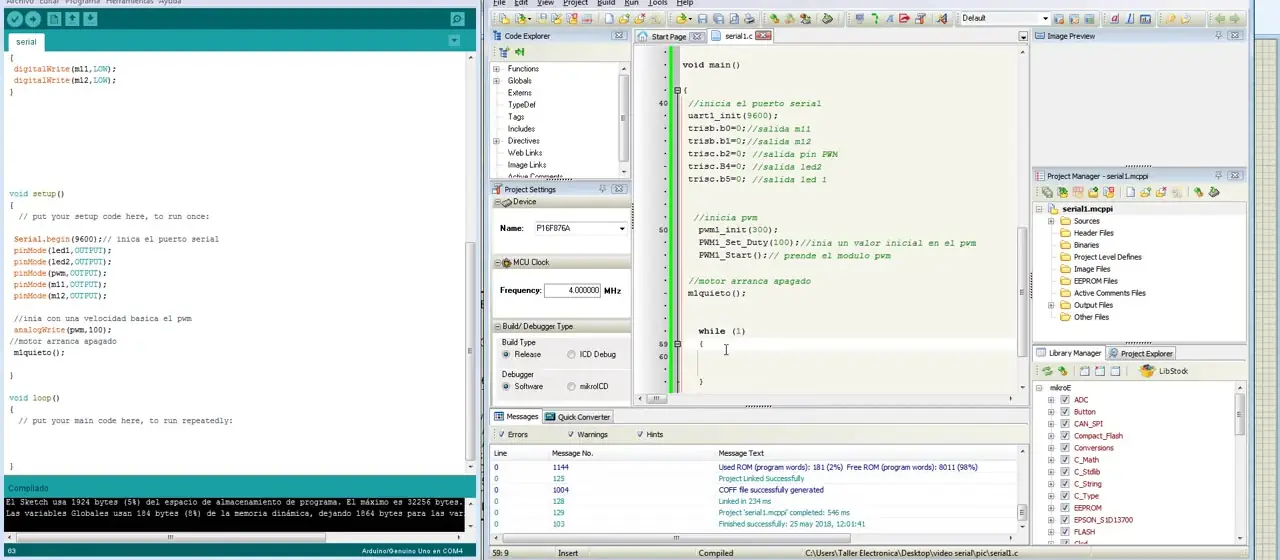 Archivo Editar Programa Herramientas Ayuda
serial
{
digitalWrite(m11,LOW);
digitalWrite(m12,LOW);
}
void setup()
{
// put your setup code here, to run once:
Serial.begin(9600);// inica el puerto serial
pinMode(led1,OUTPUT);
pinMode(led2,OUTPUT);
pinMode(pwm,OUTPUT);
pinMode(m11,OUTPUT);
pinMode(m12,OUTPUT);
//inia con una velocidad basica el pwm
analogWrite(pwm,100);
//motor arranca apagado
m1quieto();
}
void loop()
{
// put your main code here, to run repeatedly:
}
Compilado
El Sketch usa 1924 bytes (5%) del espacio de almacenamiento de programa. El máximo es 32256 bytes.
Las variables Globales usan 184 bytes (8%) de la memoria dinámica, dejando 1864 bytes para las var
63
Arduino/Genuino Uno en COM4
File Edit View Project Build Run Tools Help
Default
Code Explorer
Functions
Globals
Externs
TypeDef
Tags
Includes
Directives
Web Links
Image Links
Active Comments
Project Settings
Device
Name: P16F876A
MCU Clock
Frequency: 4.000000 MHz
Build/ Debugger Type
Build Type
Release ICD Debug
Debugger
Software mikroICD
Start Page serial1.c
void main()
{
40
//inicia el puerto serial
uart1_init(9600);
trisb.b0=0;//salida m11
trisb.b1=0;//salida m12
trisc.b2=0; //salida pin PWM
trisc.B4=0; //salida led2
trisc.b5=0; //salida led 1
//inicia pvm
50 pwm1_init(300);
PWM1_Set_Duty(100);//inia un valor inicial en el pwm
PWM1_Start();// prende el modulo pwm
//motor arranca apagado
m1quieto();
while (1)
59 {
60
}
Messages Quick Converter
Errors Warnings Hints
Line Message No. Message Text
0 1144 Used ROM (program words): 181 (2%) Free ROM (program words): 8011 (98%)
0 125 Project Linked Successfully
0 1004 COFF file successfully generated
0 128 Linked in 234 ms
0 129 Project 'serial1.mcppi' completed: 546 ms
0 103 Finished successfully: 25 may 2018, 12:01:41
59: 9 Insert Compiled C:\Users\Taller Electronica\Desktop\video serial\pic\serial1.c
Image Preview
Project Manager - serial1.mcppi
serial1.mcppi
Sources
Header Files
Binaries
Project Level Defines
Image Files
EEPROM Files
Active Comments Files
Output Files
Other Files
Library Manager Project Explorer
LibStock
mikroE
ADC
Button
CAN_SPI
Compact_Flash
Conversions
C_Math
C_Stdlib
C_String
C_Type
EEPROM
EPSON_S1D13700
FLASH